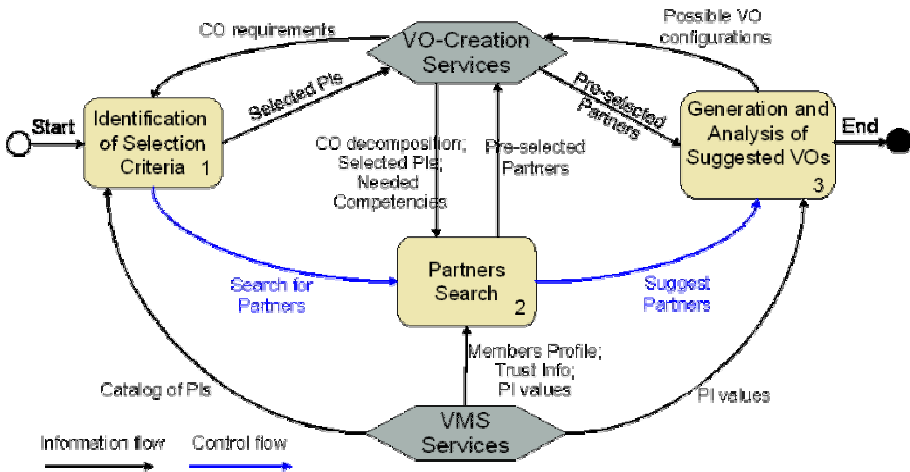 CO requirements
VO-Creation
Services
Possible VO
configurations
Selected PIs
Pre-selected
Partners
Start
Identification
of Selection
Criteria
1
CO decomposition;
Selected PIs;
Needed
Competencies
Pre-selected
Partners
Generation and
Analysis of
Suggested VOs
3
End
Search for
Partners
Partners
Search
2
Suggest
Partners
Members Profile;
Trust Info;
PI values
Catalog of PIs
PI values
VMS
Services
Information flow
Control flow